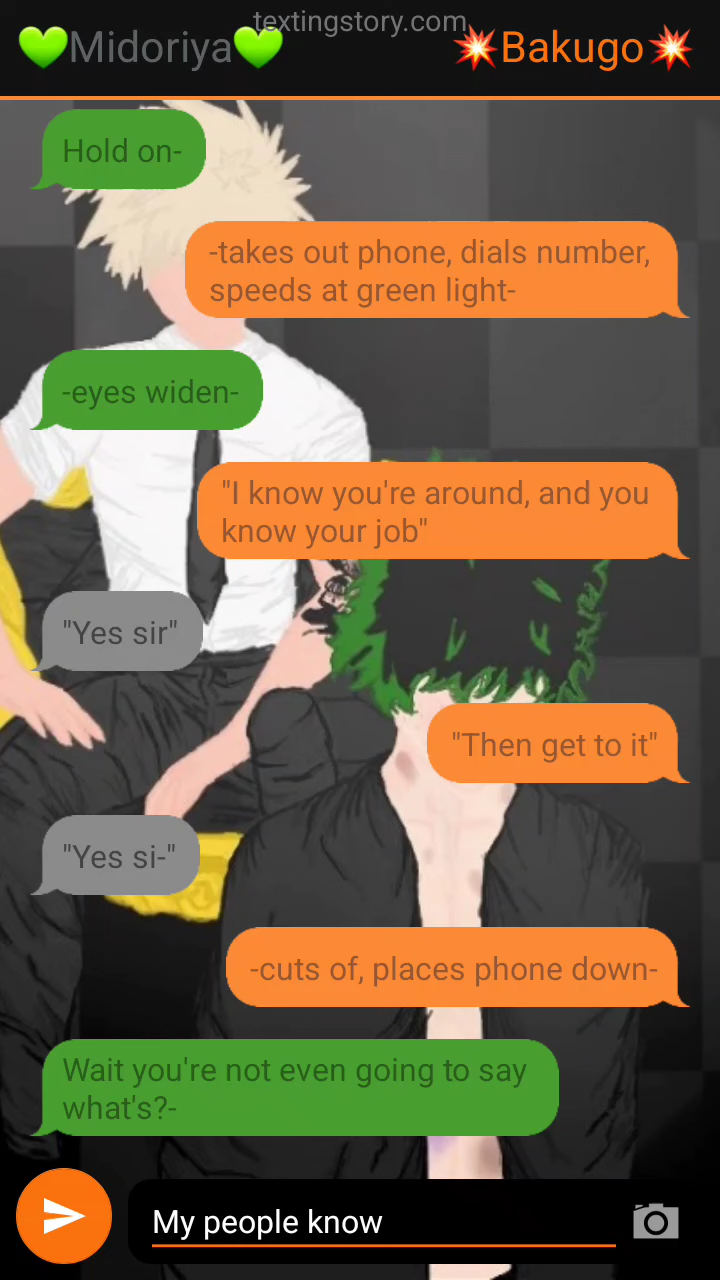 textingstory.com
💚Midoriya💚
💥Bakugo💥
Hold on-
-takes out phone, dials number,
speeds at green light-
-eyes widen-
"I know you're around, and you
know your job"
"Yes sir"
"Then get to it"
"Yes si-"
-cuts of, places phone down-
Wait you're not even going to say
what's?-
My people know